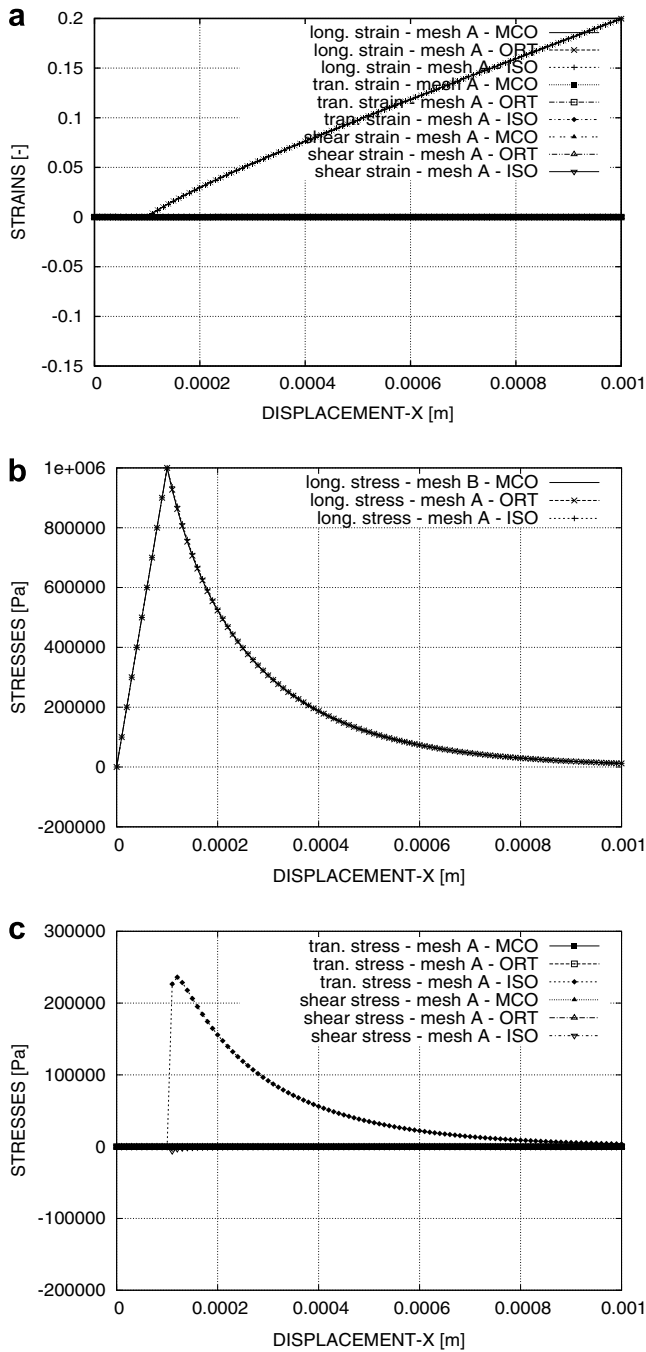 a
long. strain - mesh A - MCO
long. strain - mesh A - ORT
long. strain - mesh A - ISO
tran. strain - mesh A - MCO
tran. strain - mesh A - ORT
tran. strain - mesh A - ISO
shear strain - mesh A - MCO
shear strain - mesh A - ORT
shear strain - mesh A - ISO
0.2
0.15
0.1
0.05
0
-0.05
-0.1
-0.15
STRAINS [-]
0 0.0002 0.0004 0.0006 0.0008 0.001
DISPLACEMENT-X [m]
b
long. stress - mesh B - MCO
long. stress - mesh A - ORT
long. stress - mesh A - ISO
1e+006
800000
600000
400000
200000
0
-200000
STRESSES [Pa]
0 0.0002 0.0004 0.0006 0.0008 0.001
DISPLACEMENT-X [m]
c
tran. stress - mesh A - MCO
tran. stress - mesh A - ORT
tran. stress - mesh A - ISO
shear stress - mesh A - MCO
shear stress - mesh A - ORT
shear stress - mesh A - ISO
300000
200000
100000
0
-100000
-200000
STRESSES [Pa]
0 0.0002 0.0004 0.0006 0.0008 0.001
DISPLACEMENT-X [m]